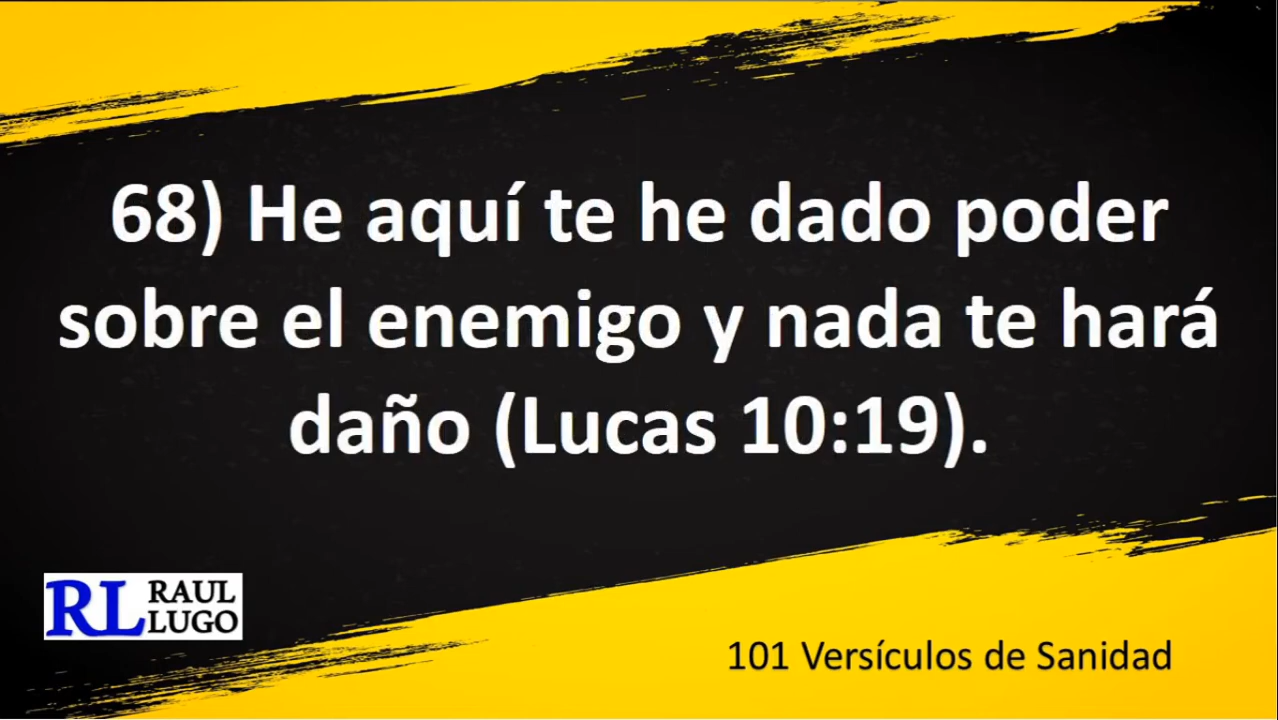 68) He aquí te he dado poder
sobre el enemigo y nada te hará
daño (Lucas 10:19).
RL RAUL
LUGO
101 Versículos de Sanidad